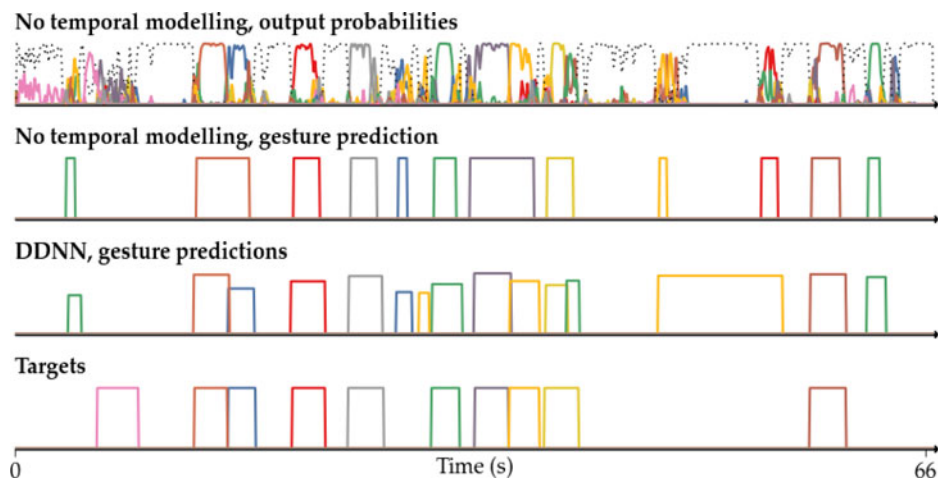 No temporal modelling, output probabilities
No temporal modelling, gesture prediction
DDNN, gesture predictions
Targets
0 Time (s) 66